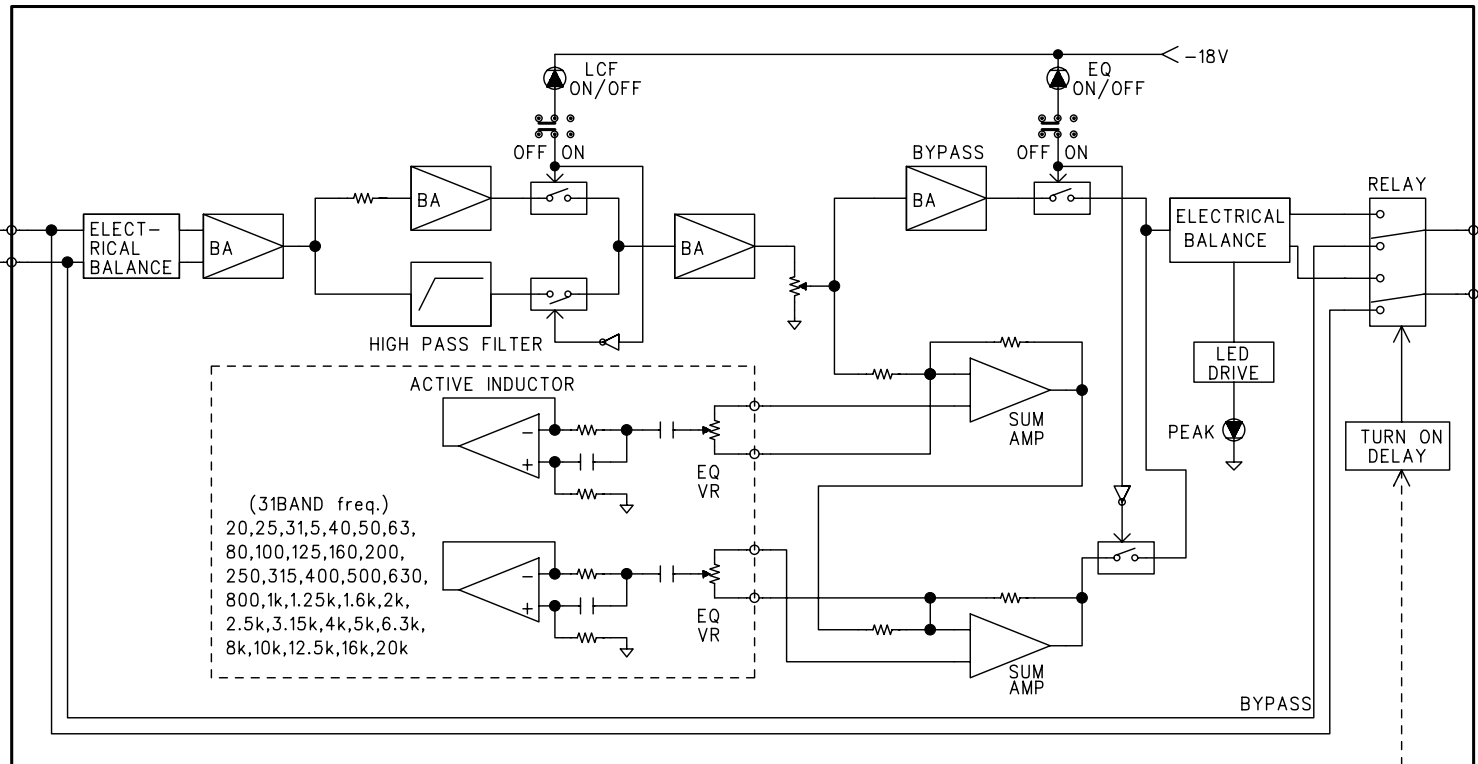 -18V
LCF
ON/OFF
EQ
ON/OFF
OFF ON
BYPASS
OFF ON
RELAY
ELECT-
RICAL
BALANCE
BA
BA
BA
BA
ELECTRICAL
BALANCE
HIGH PASS FILTER
LED
DRIVE
ACTIVE INDUCTOR
SUM
AMP
PEAK
TURN ON
DELAY
-
+
EQ
VR
(31BAND freq.)
20,25,31,5,40,50,63,
80,100,125,160,200,
250,315,400,500,630,
800,1k,1.25k,1.6k,2k,
2.5k,3.15k,4k,5k,6.3k,
8k,10k,12.5k,16k,20k
-
+
EQ
VR
SUM
AMP
BYPASS